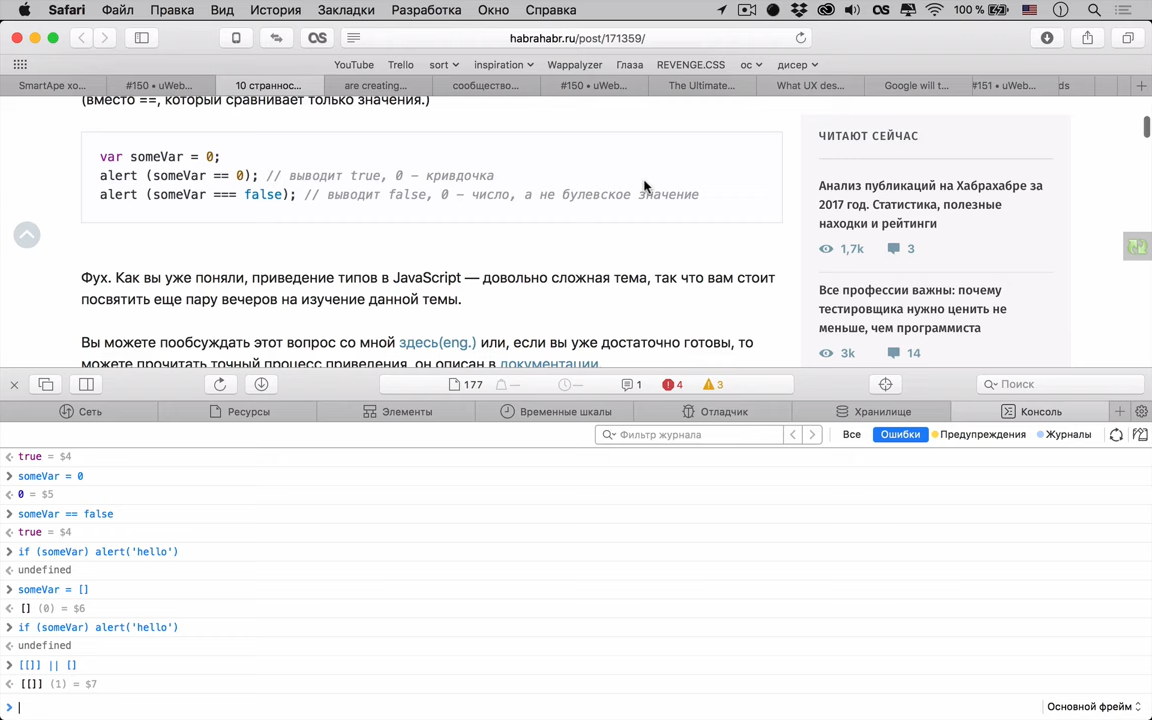 Safari Файл Правка Вид История Закладки Разработка Окно Справка 100 %
habrahabr.ru/post/171359/
YouTube Trello sort inspiration Wappalyzer Глаза REVENGE.CSS ос дисер
SmartApe хо... #150 • uWeb... 10 страннос... are creating... сообщество... #150 • uWeb... The Ultimate... What UX des... Google will t... #151 • uWeb... ds
(вместо ==, который сравнивает только значения.)
var someVar = 0;
alert (someVar == 0); // выводит true, 0 — кривдочка
alert (someVar === false); // выводит false, 0 — число, а не булевское значение
Фух. Как вы уже поняли, приведение типов в JavaScript — довольно сложная тема, так что вам стоит
посвятить еще пару вечеров на изучение данной темы.
Вы можете пообсуждать этот вопрос со мной здесь(eng.) или, если вы уже достаточно готовы, то
можете прочитать точный процесс приведения, он описан в документации.
ЧИТАЮТ СЕЙЧАС
Анализ публикаций на Хабрахабре за
2017 год. Статистика, полезные
находки и рейтинги
1,7k 3
Все профессии важны: почему
тестировщика нужно ценить не
меньше, чем программиста
3k 14
177 — — 1 4 3 Поиск
Сеть Ресурсы Элементы Временные шкалы Отладчик Хранилище Консоль
Фильтр журнала Все Ошибки Предупреждения Журналы
true = $4
someVar = 0
0 = $5
someVar == false
true = $4
if (someVar) alert('hello')
undefined
someVar = []
[] (0) = $6
if (someVar) alert('hello')
undefined
[[]] || []
[[]] (1) = $7
Основной фрейм